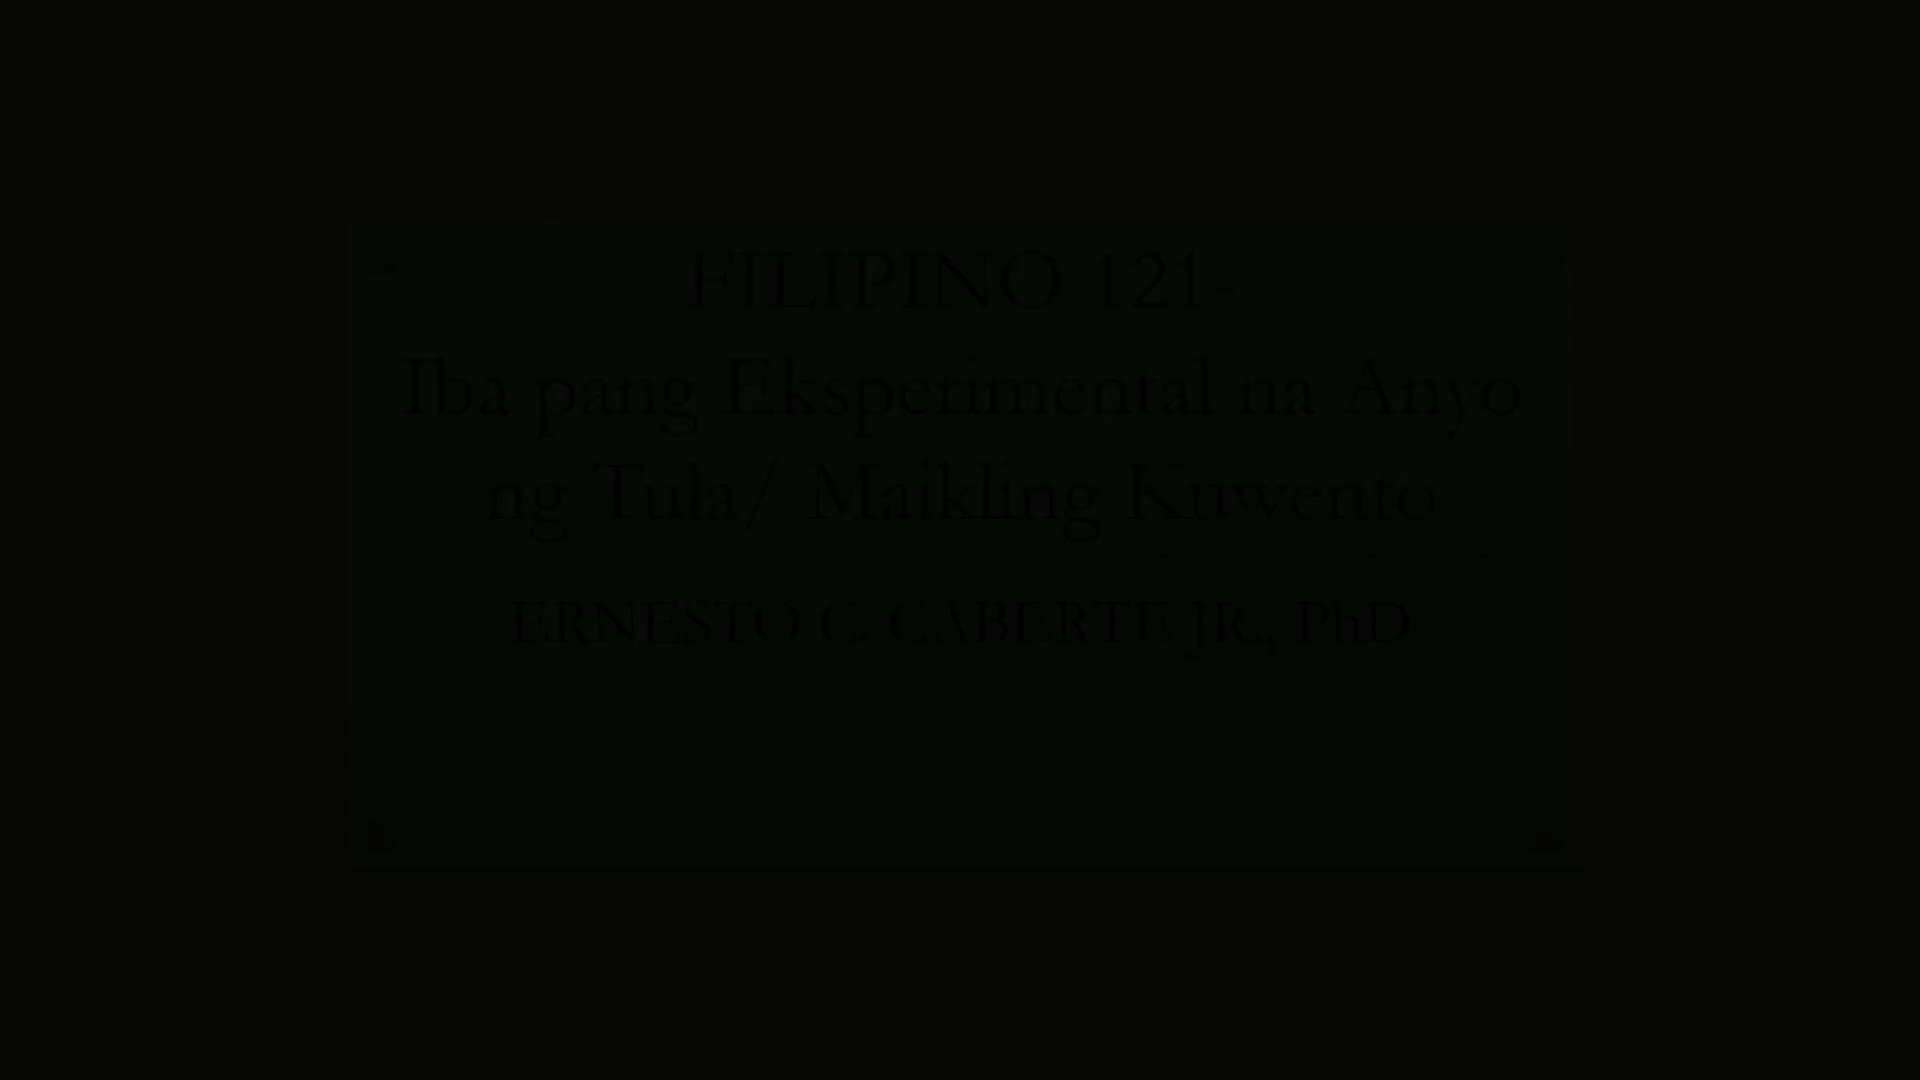 FILIPINO 121-
Iba pang Eksperimental na Anyo
ng Tula/ Maikling Kuwento
ERNESTO C. CABERTE JR., PhD